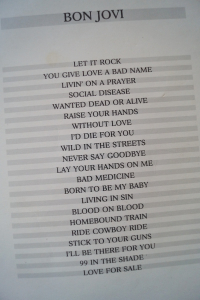 BON JOVI
LET IT ROCK
YOU GIVE LOVE A BAD NAME
LIVIN' ON A PRAYER
SOCIAL DISEASE
WANTED DEAD OR ALIVE
RAISE YOUR HANDS
WITHOUT LOVE
I'D DIE FOR YOU
WILD IN THE STREETS
NEVER SAY GOODBYE
LAY YOUR HANDS ON ME
BAD MEDICINE
BORN TO BE MY BABY
LIVING IN SIN
BLOOD ON BLOOD
HOMEBOUND TRAIN
RIDE COWBOY RIDE
STICK TO YOUR GUNS
I'LL BE THERE FOR YOU
99 IN THE SHADE
LOVE FOR SALE